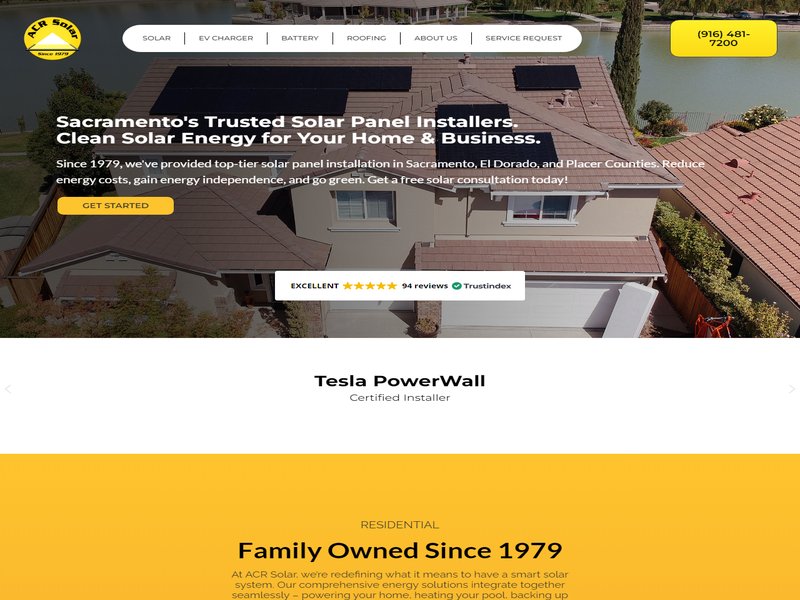 ACR Solar
Since 1979
SOLAR
EV CHARGER
BATTERY
ROOFING
ABOUT US
SERVICE REQUEST
(916) 481-
7200
Sacramento's Trusted Solar Panel Installers.
Clean Solar Energy for Your Home & Business.
Since 1979, we've provided top-tier solar panel installation in Sacramento, El Dorado, and Placer Counties. Reduce
energy costs, gain energy independence, and go green. Get a free solar consultation today!
GET STARTED
EXCELLENT 94 reviews Trustindex
Tesla PowerWall
Certified Installer
RESIDENTIAL
Family Owned Since 1979
At ACR Solar, we're redefining what it means to have a smart solar
system. Our comprehensive energy solutions integrate together
seamlessly – powering your home, heating your pool, backing up